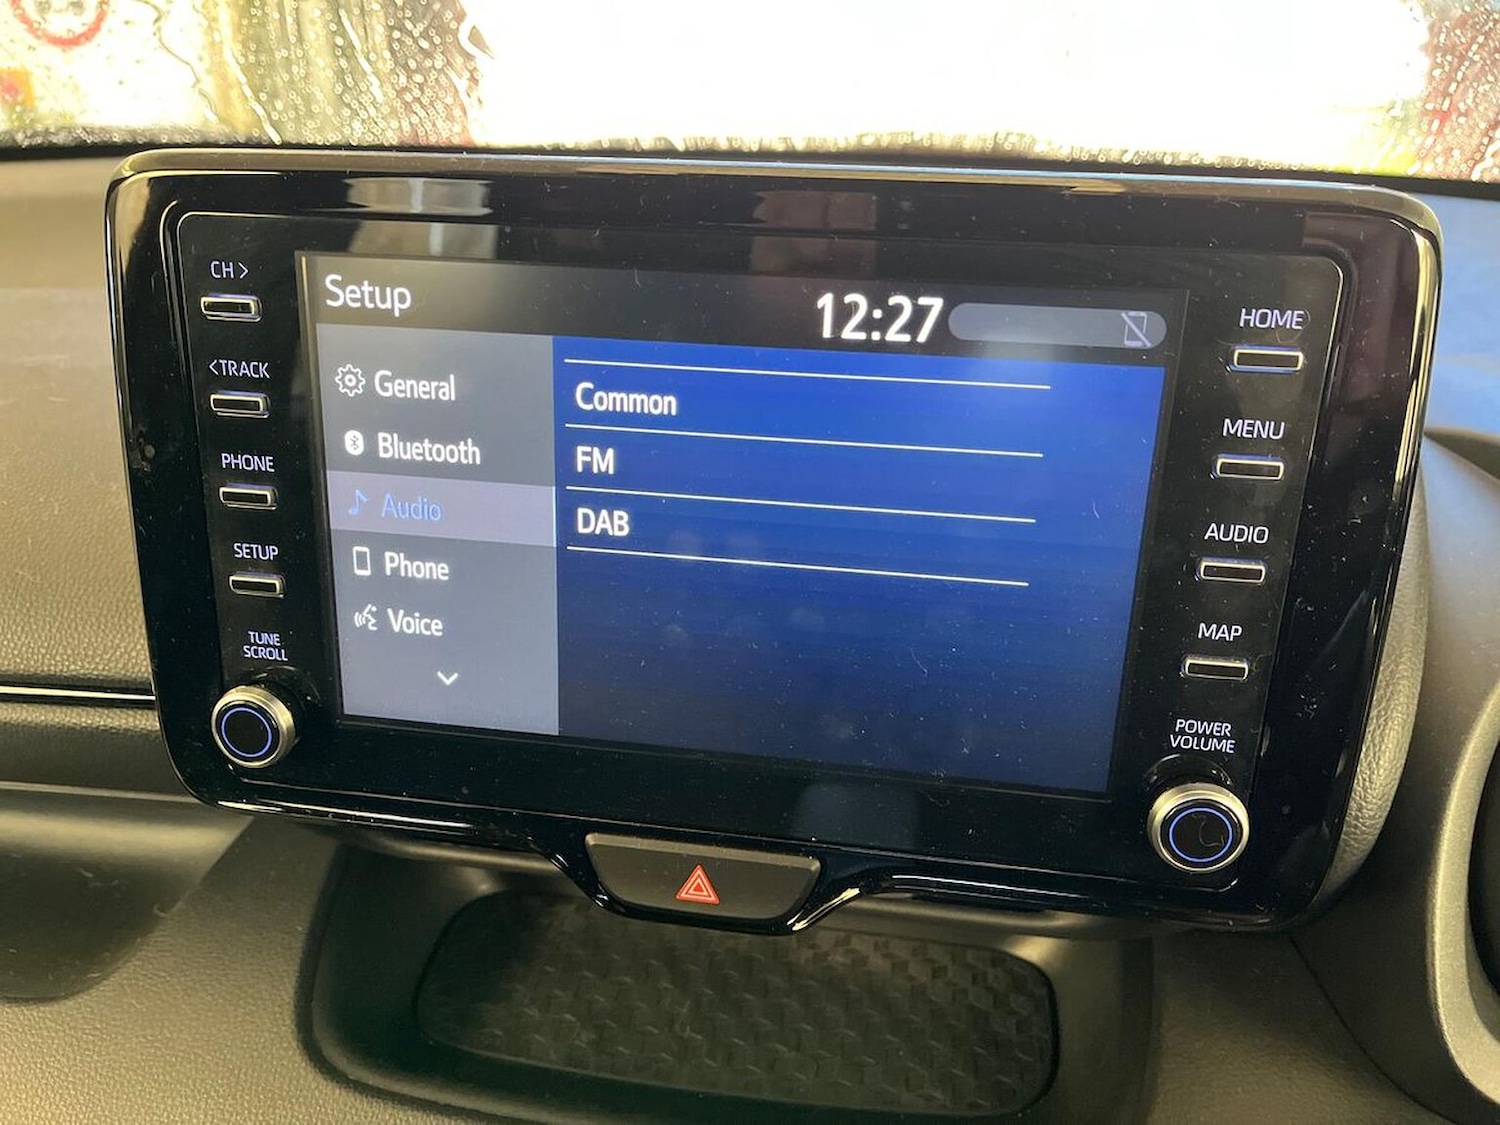 CH >
<TRACK
PHONE
SETUP
TUNE
SCROLL
Setup
12:27
General
Bluetooth
Audio
Phone
Voice
Common
FM
DAB
HOME
MENU
AUDIO
MAP
POWER
VOLUME